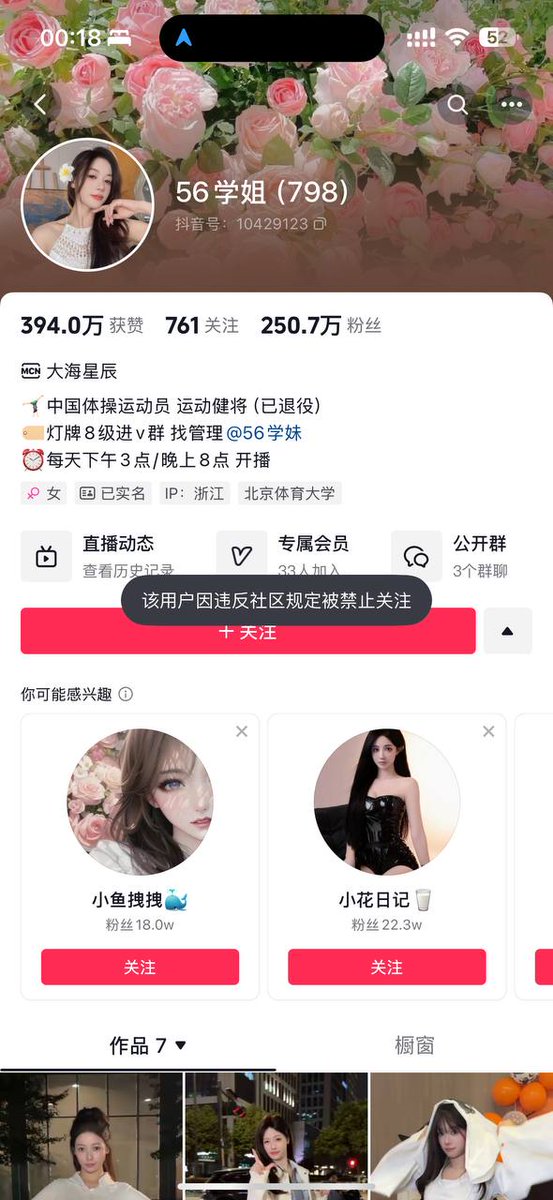 00:18
52
56学姐(798)
抖音号：10429123
394.0万 获赞 761 关注 250.7万 粉丝
MCN 大海星辰
中国体操运动员 运动健将 (已退役)
灯牌8级进v群 找管理 @56学妹
每天下午3点/晚上8点 开播
女 已实名 IP：浙江 北京体育大学
直播动态 专属会员 公开群
查看历史记录 33人加入 3个群聊
该用户因违反社区规定被禁止关注
+ 关注
你可能感兴趣
小鱼拽拽 小花日记
粉丝18.0w 粉丝22.3w
关注 关注
作品 7 橱窗